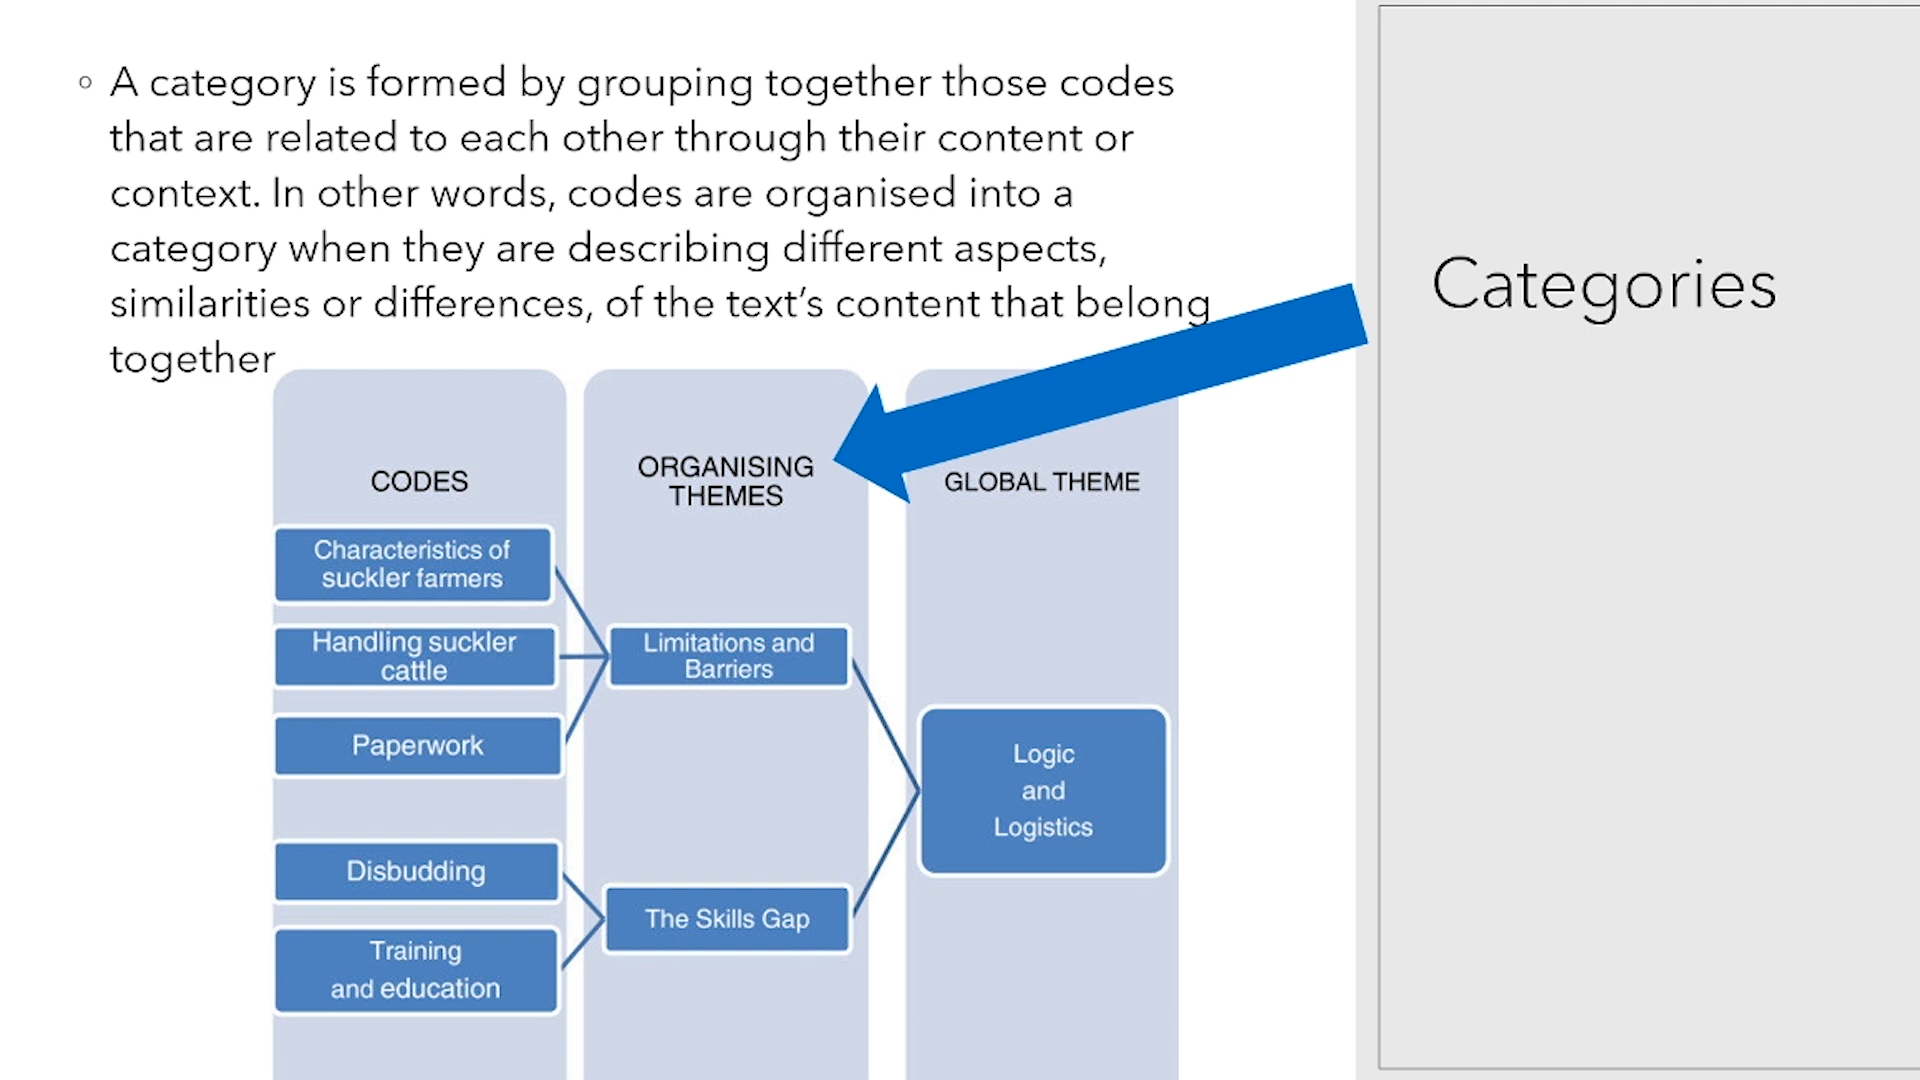 A category is formed by grouping together those codes
that are related to each other through their content or
context. In other words, codes are organised into a
category when they are describing different aspects,
similarities or differences, of the text’s content that belong
together
Categories
CODES
ORGANISING
THEMES
GLOBAL THEME
Characteristics of
suckler farmers
Handling suckler
cattle
Paperwork
Disbudding
Training
and education
Limitations and
Barriers
The Skills Gap
Logic
and
Logistics